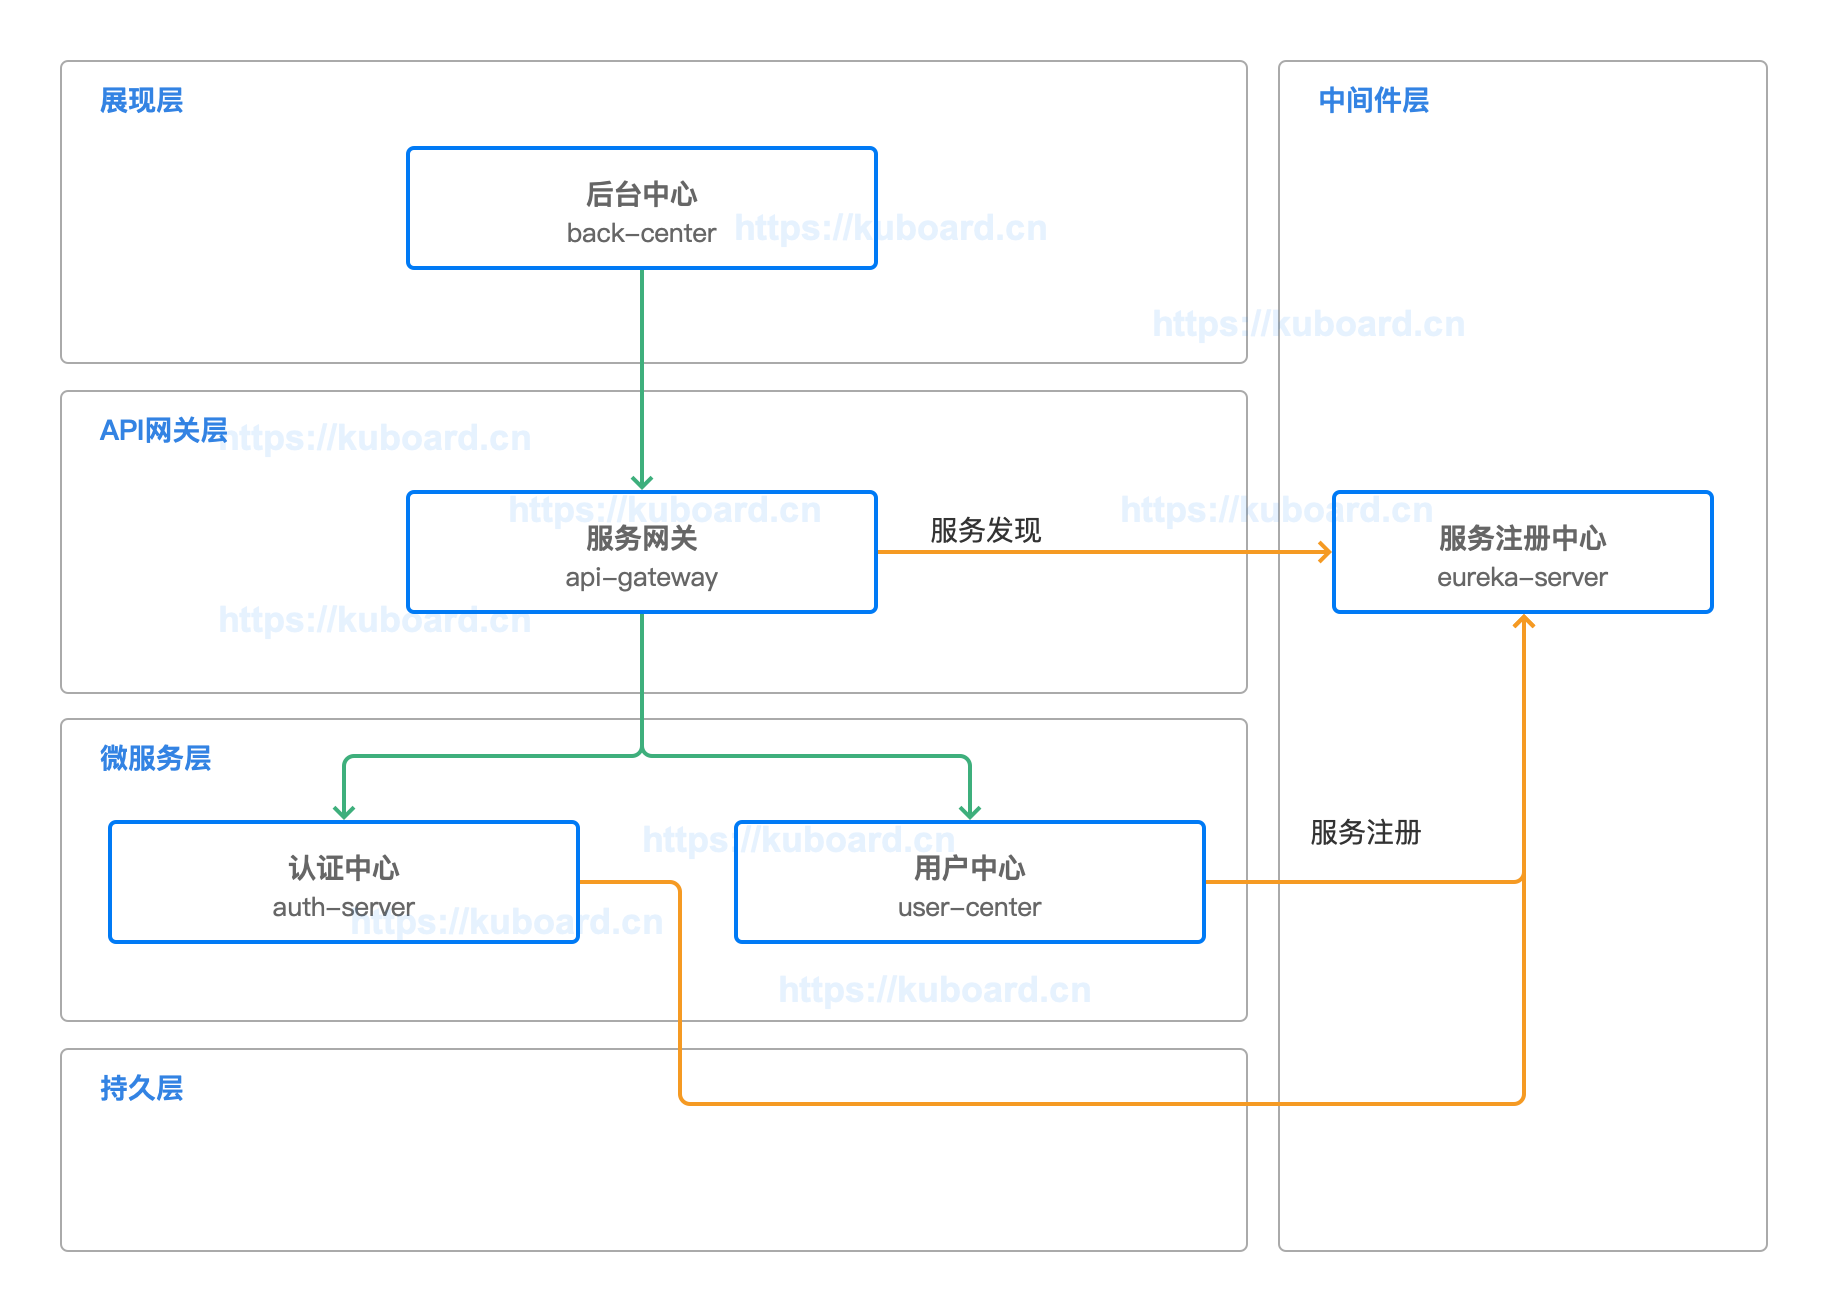 展现层
后台中心
back-center
https://kuboard.cn
https://kuboard.cn
中间件层
API网关层
https://kuboard.cn
https://kuboard.cn
服务网关
api-gateway
服务发现
https://kuboard.cn
服务注册中心
eureka-server
https://kuboard.cn
微服务层
https://kuboard.cn
认证中心
auth-server
https://kuboard.cn
用户中心
user-center
服务注册
https://kuboard.cn
持久层